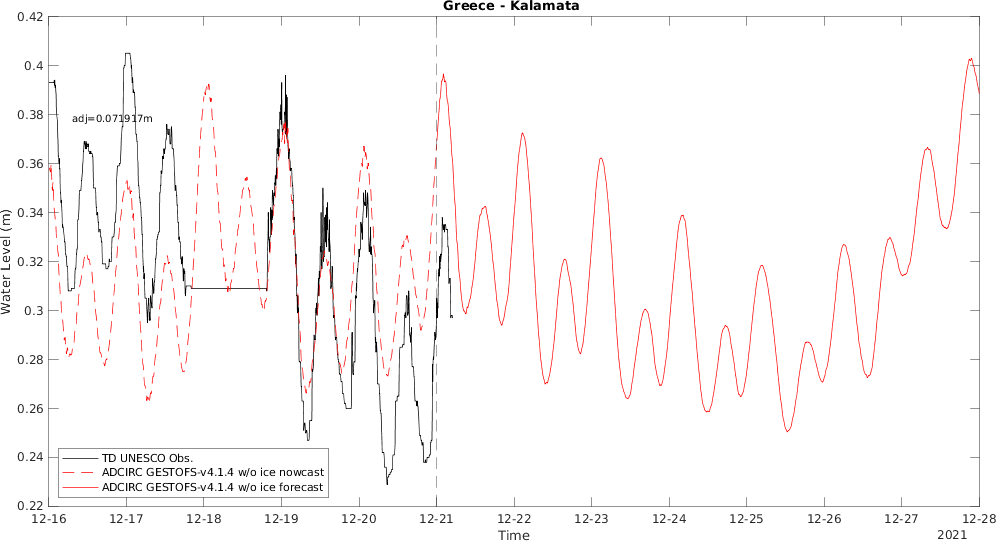 Greece - Kalamata
0.42
0.4
0.38
0.36
0.34
0.32
0.3
0.28
0.26
0.24
0.22
Water Level (m)
adj=0.071917m
TD UNESCO Obs.
ADCIRC GESTOFS-v4.1.4 w/o ice nowcast
ADCIRC GESTOFS-v4.1.4 w/o ice forecast
12-16 12-17 12-18 12-19 12-20 12-21 12-22 12-23 12-24 12-25 12-26 12-27 12-28
Time
2021